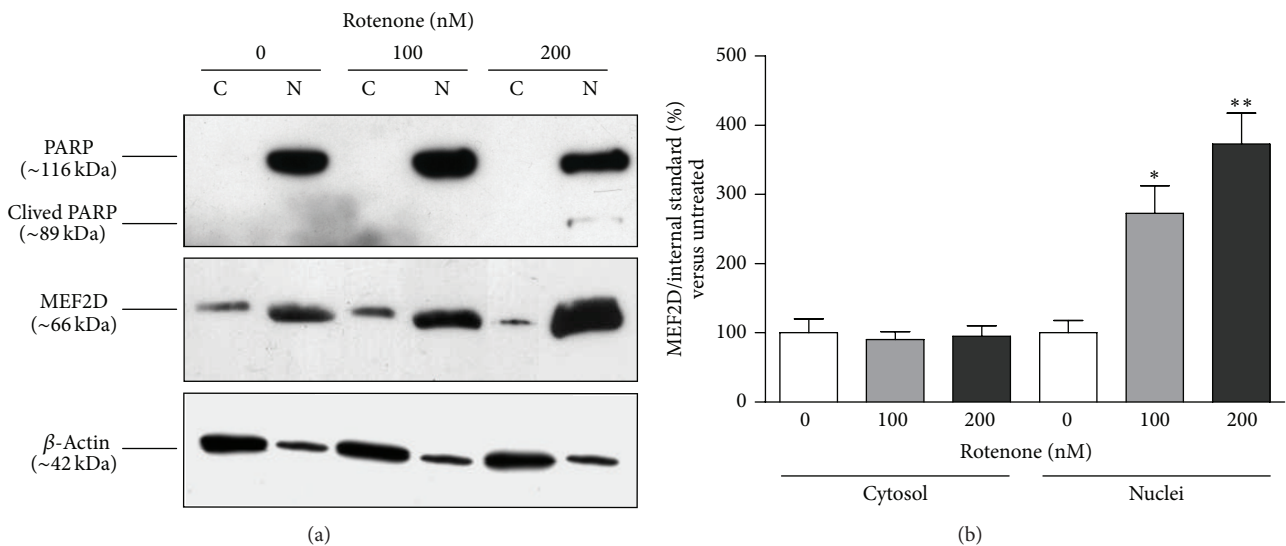 Rotenone (nM)
0 100 200
C N C N C N
PARP
(~116 kDa)
Clived PARP
(~89 kDa)
MEF2D
(~66 kDa)
β-Actin
(~42 kDa)
(a)
MEF2D/internal standard (%)
versus untreated
500
400
300
200
100
0
*
**
0 100 200 0 100 200
Rotenone (nM)
Cytosol Nuclei
(b)